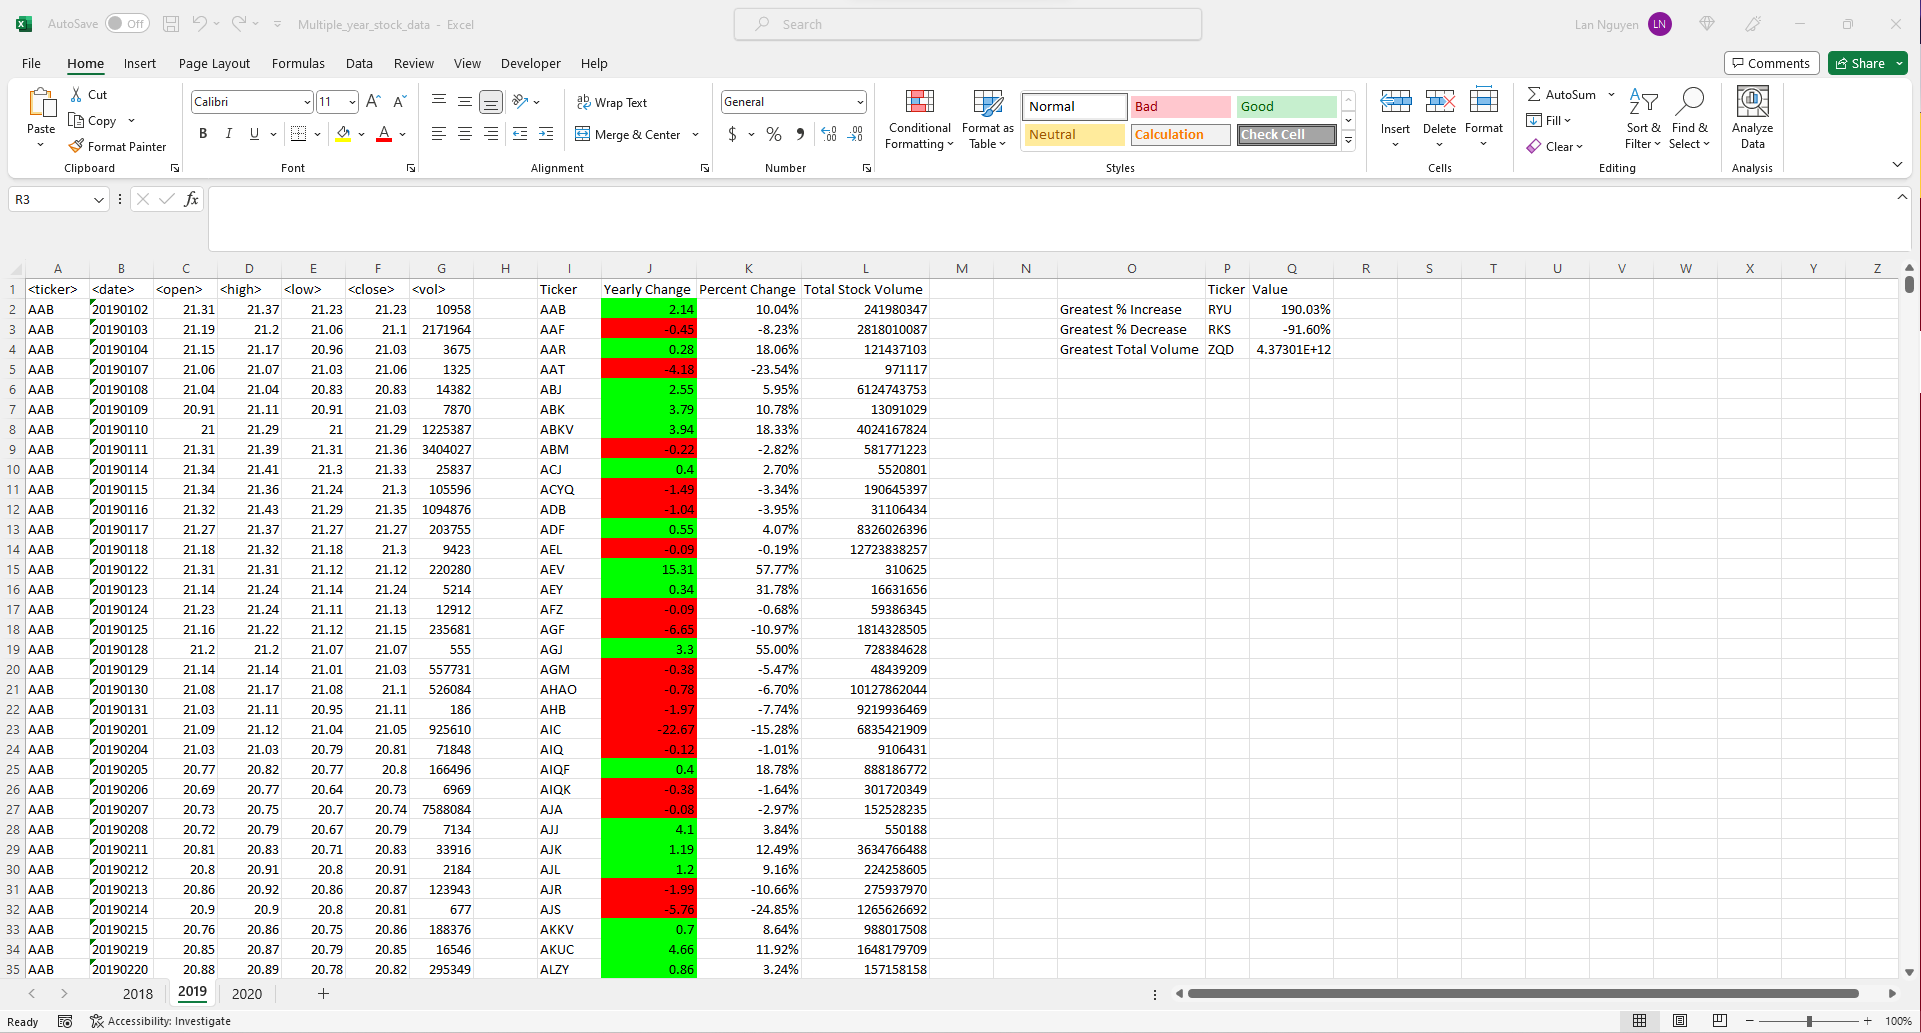 AutoSave Off Multiple_year_stock_data - Excel Search Lan Nguyen LN
File Home Insert Page Layout Formulas Data Review View Developer Help Comments Share
Paste Cut Copy Format Painter Clipboard
Calibri 11 B I U A Font
Wrap Text Merge & Center Alignment
General $ % Number
Conditional Formatting Format as Table Normal Bad Good Neutral Calculation Check Cell Styles
Insert Delete Format Cells
AutoSum Fill Clear Sort & Filter Find & Select Editing
Analyze Data Analysis
R3 fx
A B C D E F G H I J K L M N O P Q R S T U V W X Y Z
1 <ticker> <date> <open> <high> <low> <close> <vol> Ticker Yearly Change Percent Change Total Stock Volume Ticker Value
2 AAB 20190102 21.31 21.37 21.23 21.23 10958 AAB 2.14 10.04% 241980347 Greatest % Increase RYU 190.03%
3 AAB 20190103 21.19 21.2 21.06 21.1 2171964 AAF -0.45 -8.23% 2818010087 Greatest % Decrease RKS -91.60%
4 AAB 20190104 21.15 21.17 20.96 21.03 3675 AAR 0.28 18.06% 121437103 Greatest Total Volume ZQD 4.37301E+12
5 AAB 20190107 21.06 21.07 21.03 21.06 1325 AAT -4.18 -23.54% 971117
6 AAB 20190108 21.04 21.04 20.83 20.83 14382 ABJ 2.55 5.95% 6124743753
7 AAB 20190109 20.91 21.11 20.91 21.03 7870 ABK 3.79 10.78% 13091029
8 AAB 20190110 21 21.29 21 21.29 1225387 ABKV 3.94 18.33% 4024167824
9 AAB 20190111 21.31 21.39 21.31 21.36 3404027 ABM -0.22 -2.82% 581771223
10 AAB 20190114 21.34 21.41 21.3 21.33 25837 ACJ 0.4 2.70% 5520801
11 AAB 20190115 21.34 21.36 21.24 21.3 105596 ACYQ -1.49 -3.34% 190645397
12 AAB 20190116 21.32 21.43 21.29 21.35 1094876 ADB -1.04 -3.95% 31106434
13 AAB 20190117 21.27 21.37 21.27 21.27 203755 ADF 0.55 4.07% 8326026396
14 AAB 20190118 21.18 21.32 21.18 21.3 9423 AEL -0.09 -0.19% 12723838257
15 AAB 20190122 21.31 21.31 21.12 21.12 220280 AEV 15.31 57.77% 310625
16 AAB 20190123 21.14 21.24 21.14 21.24 5214 AEY 0.34 31.78% 16631656
17 AAB 20190124 21.23 21.24 21.11 21.13 12912 AFZ -0.09 -0.68% 59386345
18 AAB 20190125 21.16 21.22 21.12 21.15 235681 AGF -6.65 -10.97% 1814328505
19 AAB 20190128 21.2 21.2 21.07 21.07 555 AGJ 3.3 55.00% 728384628
20 AAB 20190129 21.14 21.14 21.01 21.03 557731 AGM -0.38 -5.47% 48439209
21 AAB 20190130 21.08 21.17 21.08 21.1 526084 AHAO -0.78 -6.70% 10127862044
22 AAB 20190131 21.03 21.11 20.95 21.11 186 AHB -1.97 -7.74% 9219936469
23 AAB 20190201 21.09 21.12 21.04 21.05 925610 AIC -22.67 -15.28% 6835421909
24 AAB 20190204 21.03 21.03 20.79 20.81 71848 AIQ -0.12 -1.01% 9106431
25 AAB 20190205 20.77 20.82 20.77 20.8 166496 AIQF 0.4 18.78% 888186772
26 AAB 20190206 20.69 20.77 20.64 20.73 6969 AIQK -0.38 -1.64% 301720349
27 AAB 20190207 20.73 20.75 20.7 20.74 7588084 AJA -0.08 -2.97% 152528235
28 AAB 20190208 20.72 20.79 20.67 20.79 7134 AJJ 4.1 3.84% 550188
29 AAB 20190211 20.81 20.83 20.71 20.83 33916 AJK 1.19 12.49% 3634766488
30 AAB 20190212 20.8 20.91 20.8 20.91 2184 AJL 1.2 9.16% 224258605
31 AAB 20190213 20.86 20.92 20.86 20.87 123943 AJR -1.99 -10.66% 275937970
32 AAB 20190214 20.9 20.9 20.8 20.81 677 AJS -5.76 -24.85% 1265626692
33 AAB 20190215 20.76 20.86 20.75 20.86 188376 AKKV 0.7 8.64% 988017508
34 AAB 20190219 20.85 20.87 20.79 20.85 16546 AKUC 4.66 11.92% 1648179709
35 AAB 20190220 20.88 20.89 20.78 20.82 295349 ALZY 0.86 3.24% 157158158
2018 2019 2020
Ready Accessibility: Investigate 100%